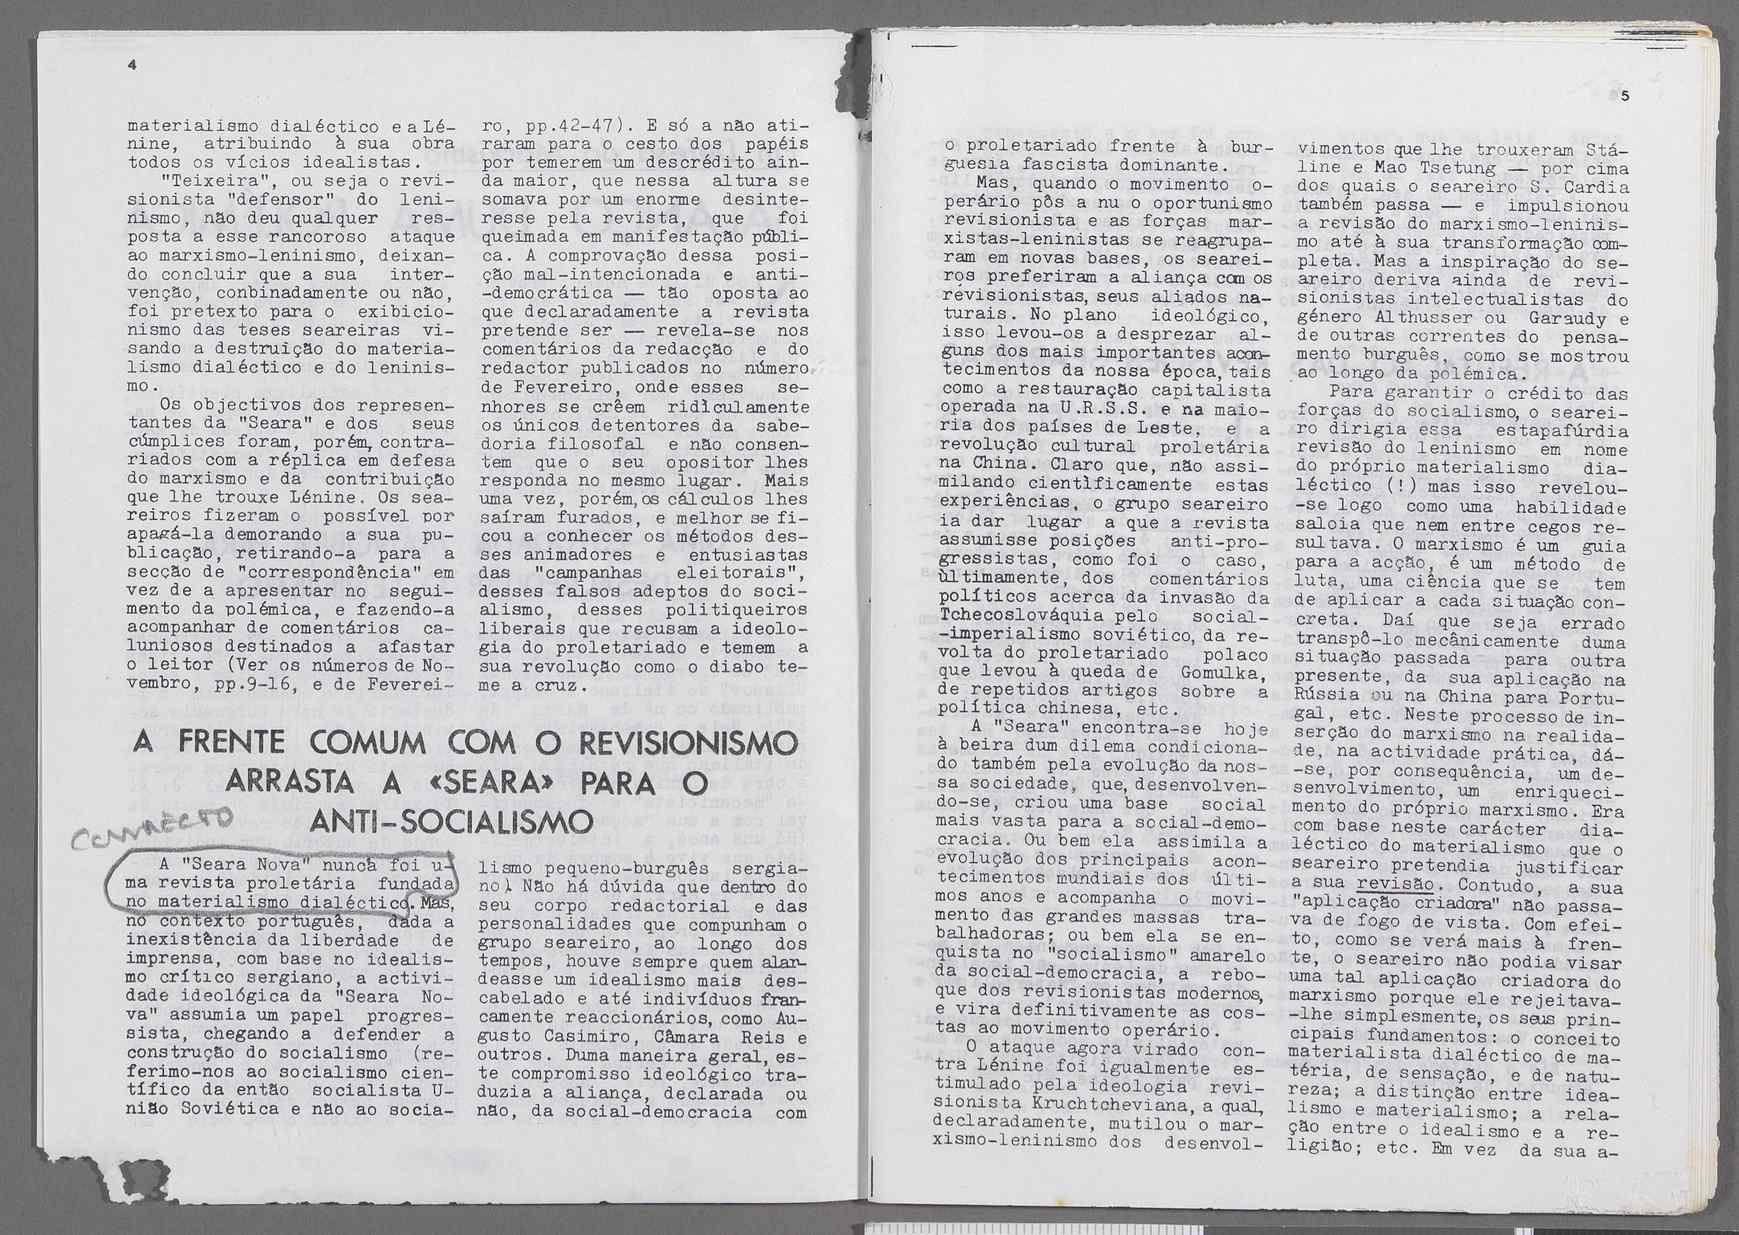 4
materialismo dialéctico e a Lé-
nine, atribuindo à sua obra
todos os vícios idealistas.
"Teixeira", ou seja o revi-
sionista "defensor" do leni-
nismo, não deu qualquer res-
posta a esse rancoroso ataque
ao marxismo-leninismo, deixan-
do concluir que a sua inter-
venção, conbinadamente ou não,
foi pretexto para o exibicio-
nismo das teses seareiras vi-
sando a destruição do materia-
lismo dialéctico e do leninis-
mo.
Os objectivos dos represen-
tantes da "Seara" e dos seus
cúmplices foram, porém, contra-
riados com a réplica em defesa
do marxismo e da contribuição
que lhe trouxe Lénine. Os sea-
reiros fizeram o possível por
apagá-la demorando a sua pu-
blicação, retirando-a para a
secção de "correspondência" em
vez de a apresentar no segui-
mento da polémica, e fazendo-a
acompanhar de comentários ca-
luniosos destinados a afastar
o leitor (Ver os números de No-
vembro, pp.9-16, e de Feverei-
ro, pp.42-47). E só a não ati-
raram para o cesto dos papéis
por temerem um descrédito ain-
da maior, que nessa altura se
somava por um enorme desinte-
resse pela revista, que foi
queimada em manifestação públi-
ca. A comprovação dessa posi-
ção mal-intencionada e anti-
-democrática — tão oposta ao
que declaradamente a revista
pretende ser — revela-se nos
comentários da redacção e do
redactor publicados no número
de Fevereiro, onde esses se-
nhores se crêem ridìculamente
os únicos detentores da sabe-
doria filosofal e não consen-
tem que o seu opositor lhes
responda no mesmo lugar. Mais
uma vez, porém, os cálculos lhes
saíram furados, e melhor se fi-
cou a conhecer os métodos des-
ses animadores e entusiastas
das "campanhas eleitorais",
desses falsos adeptos do soci-
alismo, desses politiqueiros
liberais que recusam a ideolo-
gia do proletariado e temem a
sua revolução como o diabo te-
me a cruz.
A FRENTE COMUM COM O REVISIONISMO
ARRASTA A «SEARA» PARA O
ANTI-SOCIALISMO
CORRECTO
A "Seara Nova" nunca foi u-
ma revista proletária fundada
no materialismo dialéctico. Mas,
no contexto português, dada a
inexistência da liberdade de
imprensa, com base no idealis-
mo crítico sergiano, a activi-
dade ideológica da "Seara No-
va" assumia um papel progres-
sista, chegando a defender a
construção do socialismo (re-
ferimo-nos ao socialismo cien-
tífico da então socialista U-
nião Soviética e não ao socia-
lismo pequeno-burguês sergia-
no). Não há dúvida que dentro do
seu corpo redactorial e das
personalidades que compunham o
grupo seareiro, ao longo dos
tempos, houve sempre quem alar-
deasse um idealismo mais des-
cabelado e até indivíduos fran-
camente reaccionários, como Au-
gusto Casimiro, Câmara Reis e
outros. Duma maneira geral, es-
te compromisso ideológico tra-
duzia a aliança, declarada ou
não, da social-democracia com
5
o proletariado frente à bur-
guesia fascista dominante.
Mas, quando o movimento o-
perário pôs a nu o oportunismo
revisionista e as forças mar-
xistas-leninistas se reagrupa-
ram em novas bases, os searei-
ros preferiram a aliança com os
revisionistas, seus aliados na-
turais. No plano ideológico,
isso levou-os a desprezar al-
guns dos mais importantes acon-
tecimentos da nossa época, tais
como a restauração capitalista
operada na U.R.S.S. e na maio-
ria dos países de Leste, e a
revolução cultural proletária
na China. Claro que, não assi-
milando cientìficamente estas
experiências, o grupo seareiro
ia dar lugar a que a revista
assumisse posições anti-pro-
gressistas, como foi o caso,
ùltimamente, dos comentários
políticos acerca da invasão da
Tchecoslováquia pelo social-
-imperialismo soviético, da re-
volta do proletariado polaco
que levou à queda de Gomulka,
de repetidos artigos sobre a
política chinesa, etc.
A "Seara" encontra-se hoje
à beira dum dilema condiciona-
do também pela evolução da nos-
sa sociedade, que, desenvolven-
do-se, criou uma base social
mais vasta para a social-demo-
cracia. Ou bem ela assimila a
evolução dos principais acon-
tecimentos mundiais dos últi-
mos anos e acompanha o movi-
mento das grandes massas tra-
balhadoras; ou bem ela se en-
quista no "socialismo" amarelo
da social-democracia, a rebo-
que dos revisionistas modernos,
e vira definitivamente as cos-
tas ao movimento operário.
O ataque agora virado con-
tra Lénine foi igualmente es-
timulado pela ideologia revi-
sionista Kruchtcheviana, a qual,
declaradamente, mutilou o mar-
xismo-leninismo dos desenvol-
vimentos que lhe trouxeram Stá-
line e Mao Tsetung — por cima
dos quais o seareiro S. Cardia
também passa — e impulsionou
a revisão do marxismo-leninis-
mo até à sua transformação com-
pleta. Mas a inspiração do se-
areiro deriva ainda de revi-
sionistas intelectualistas do
género Althusser ou Garaudy e
de outras correntes do pensa-
mento burguês, como se mostrou
ao longo da polémica.
Para garantir o crédito das
forças do socialismo, o searei-
ro dirigia essa estapafúrdia
revisão do leninismo em nome
do próprio materialismo dia-
léctico (!) mas isso revelou-
-se logo como uma habilidade
saloia que nem entre cegos re-
sultava. O marxismo é um guia
para a acção, é um método de
luta, uma ciência que se tem
de aplicar a cada situação con-
creta. Daí que seja errado
transpô-lo mecânicamente duma
situação passada para outra
presente, da sua aplicação na
Rússia ou na China para Portu-
gal, etc. Neste processo de in-
serção do marxismo na realida-
de, na actividade prática, dá-
-se, por consequência, um de-
senvolvimento, um enriqueci-
mento do próprio marxismo. Era
com base neste carácter dia-
léctico do materialismo que o
seareiro pretendia justificar
a sua revisão. Contudo, a sua
"aplicação criadora" não passa-
va de fogo de vista. Com efei-
to, como se verá mais à fren-
te, o seareiro não podia visar
uma tal aplicação criadora do
marxismo porque ele rejeitava-
-lhe simplesmente, os seus prin-
cipais fundamentos: o conceito
materialista dialéctico de ma-
téria, de sensação, e de natu-
reza; a distinção entre idea-
lismo e materialismo; a rela-
ção entre o idealismo e a re-
ligião; etc. Em vez da sua a-